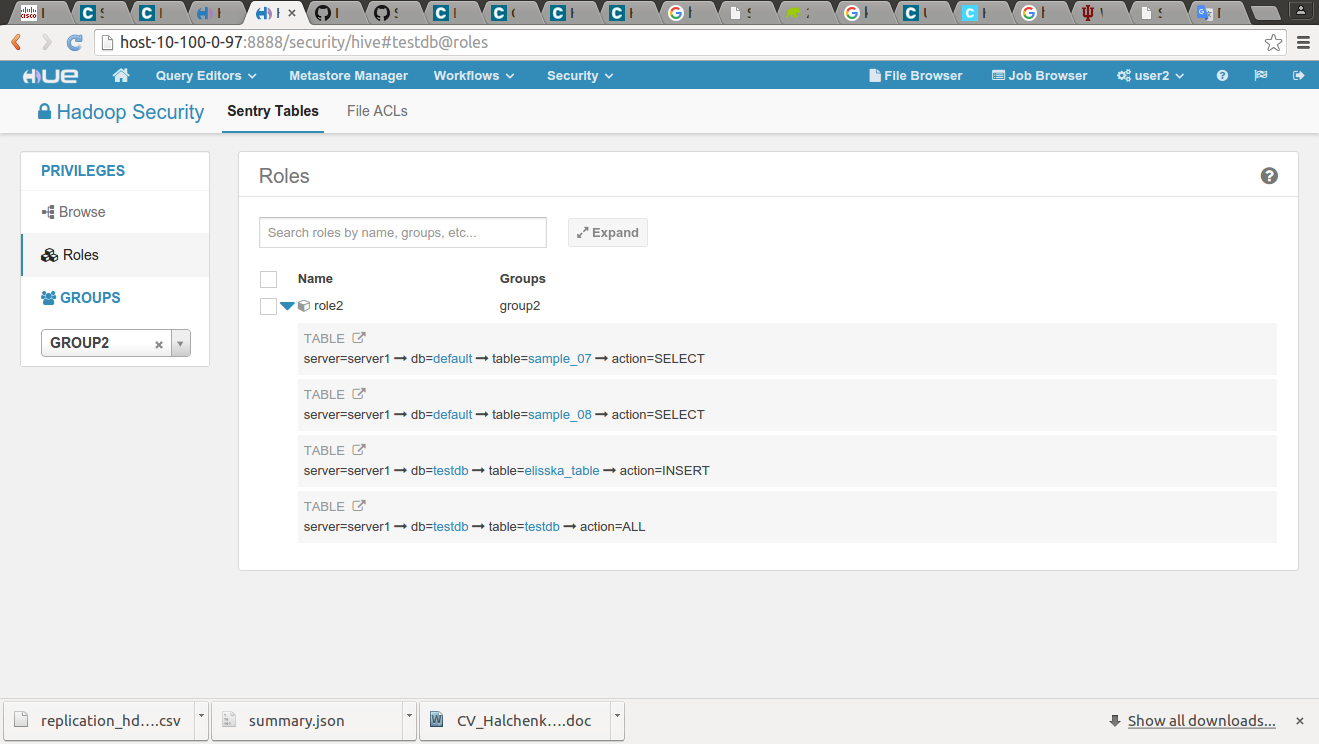 host-10-100-0-97:8888/security/hive#testdb@roles
HUE Query Editors Metastore Manager Workflows Security File Browser Job Browser user2
Hadoop Security Sentry Tables File ACLs
PRIVILEGES
Browse
Roles
GROUPS
GROUP2
Roles
Search roles by name, groups, etc...
Expand
Name Groups
role2 group2
TABLE
server=server1 → db=default → table=sample_07 → action=SELECT
TABLE
server=server1 → db=default → table=sample_08 → action=SELECT
TABLE
server=server1 → db=testdb → table=elisska_table → action=INSERT
TABLE
server=server1 → db=testdb → table=testdb → action=ALL
replication_hd....csv summary.json CV_Halchenk....doc Show all downloads...